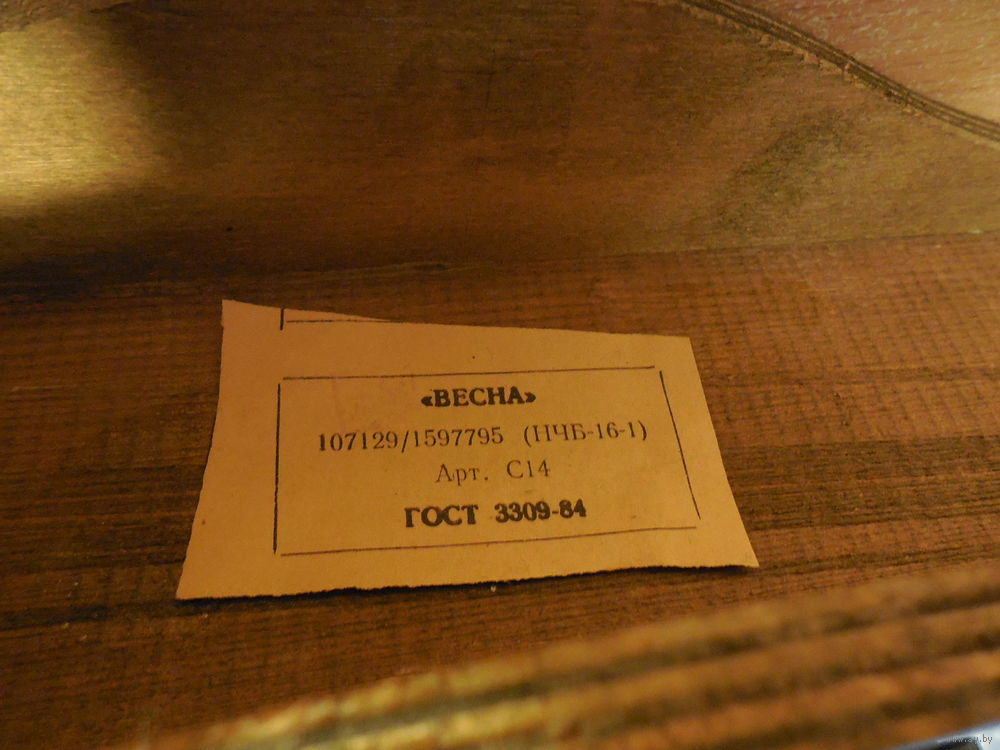 «ВЕСНА»
107129/1597795 (НЧБ-16-1)
Арт. С14
ГОСТ 3309-84